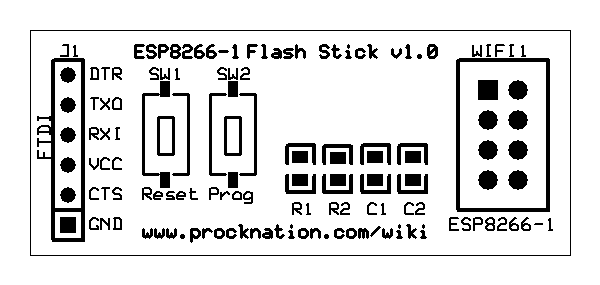 J1
ESP8266-1 Flash Stick v1.0
WIFI1
DTR
SW1
SW2
TXO
RXI
FTDI
VCC
CTS
Reset
Prog
GND
R1
R2
C1
C2
ESP8266-1
www.procknation.com/wiki